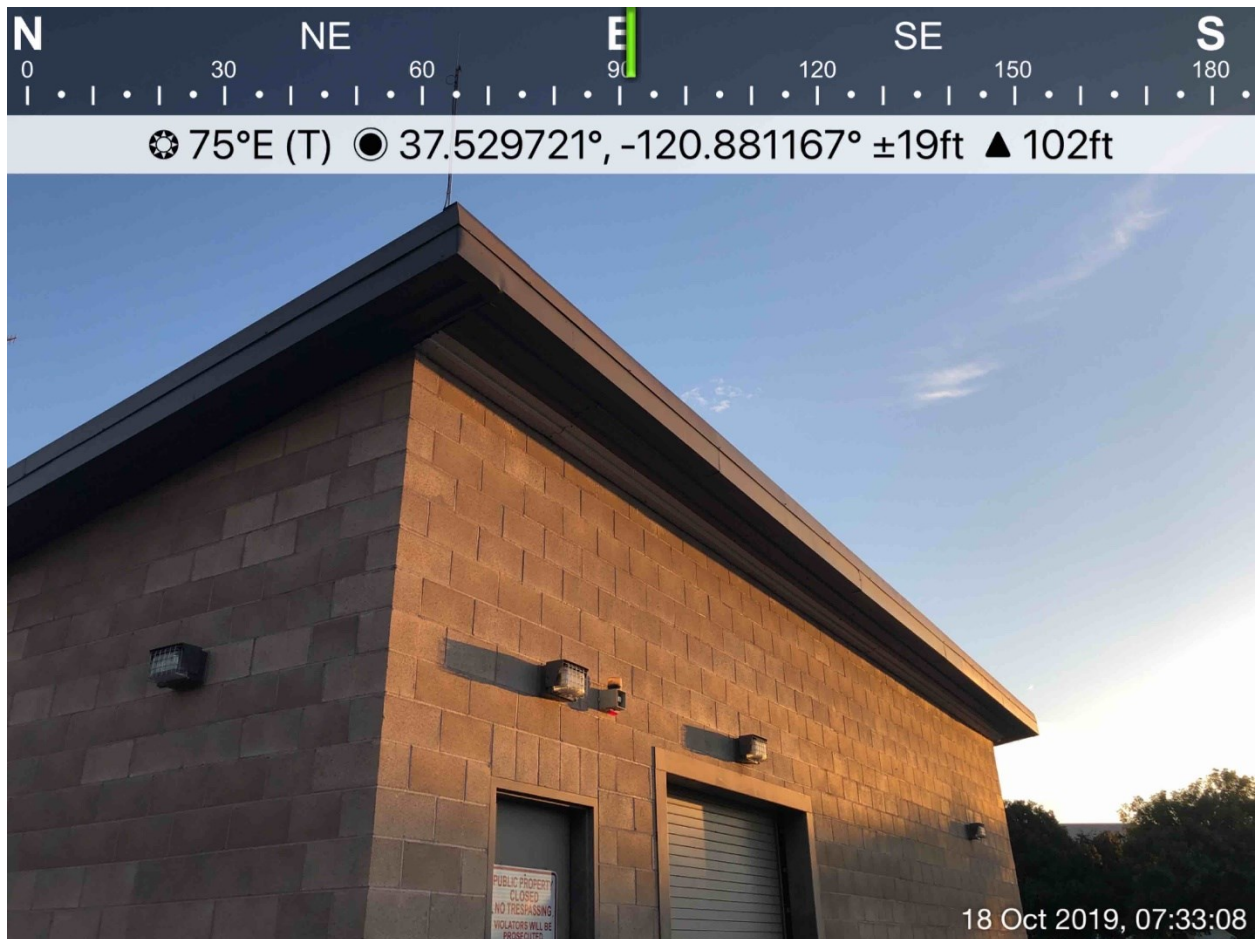 N NE E SE S
0 30 60 90 120 150 180
75°E (T) 37.529721°, -120.881167° ±19ft ▲ 102ft
PUBLIC PROPERTY
CLOSED
NO TRESPASSING
VIOLATORS WILL BE
PROSECUTED
18 Oct 2019, 07:33:08